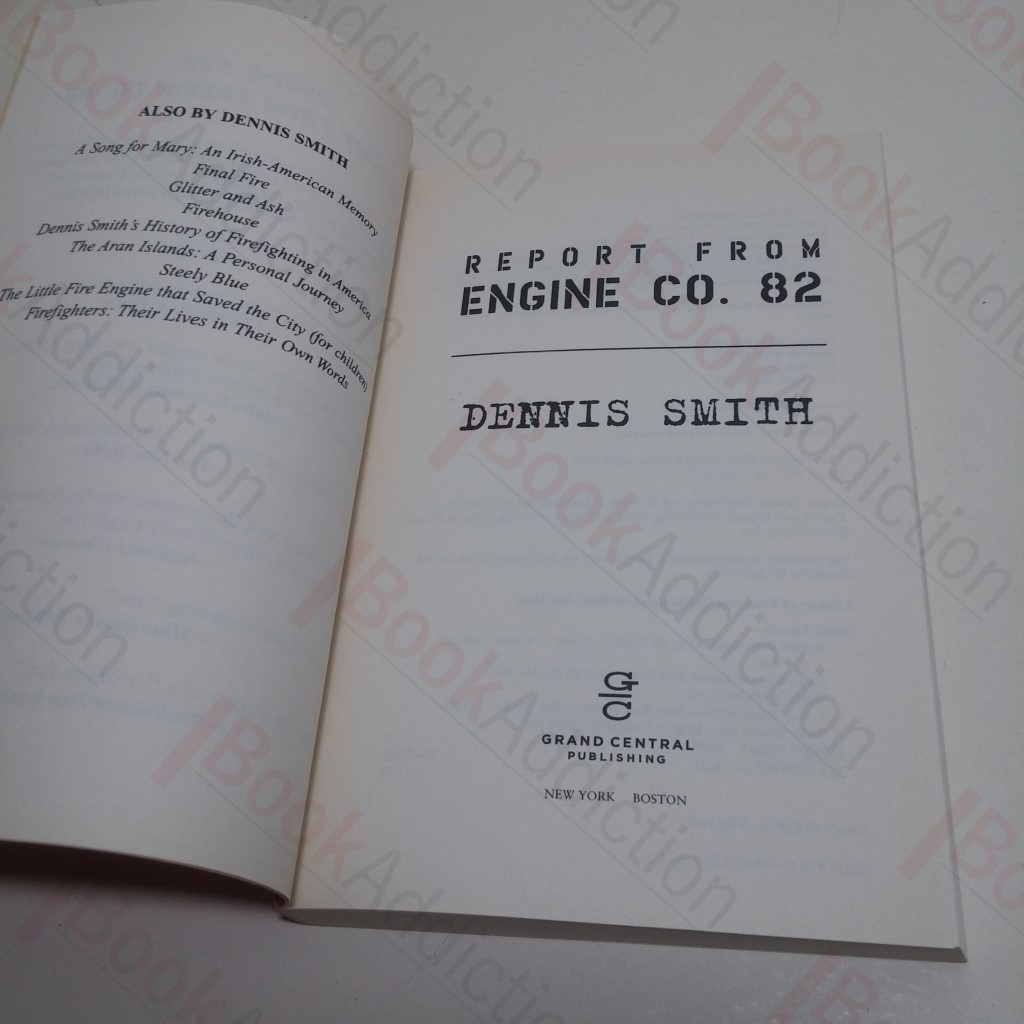 ALSO BY DENNIS SMITH
A Song for Mary: An Irish-American Memory
Final Fire
Glitter and Ash
Firehouse
Dennis Smith's History of Firefighting in America
The Aran Islands: A Personal Journey
Steely Blue
The Little Fire Engine that Saved the City (for children)
Firefighters: Their Lives in Their Own Words
REPORT FROM
ENGINE CO. 82
DENNIS SMITH
GRAND CENTRAL
PUBLISHING
NEW YORK BOSTON
BookAddiction